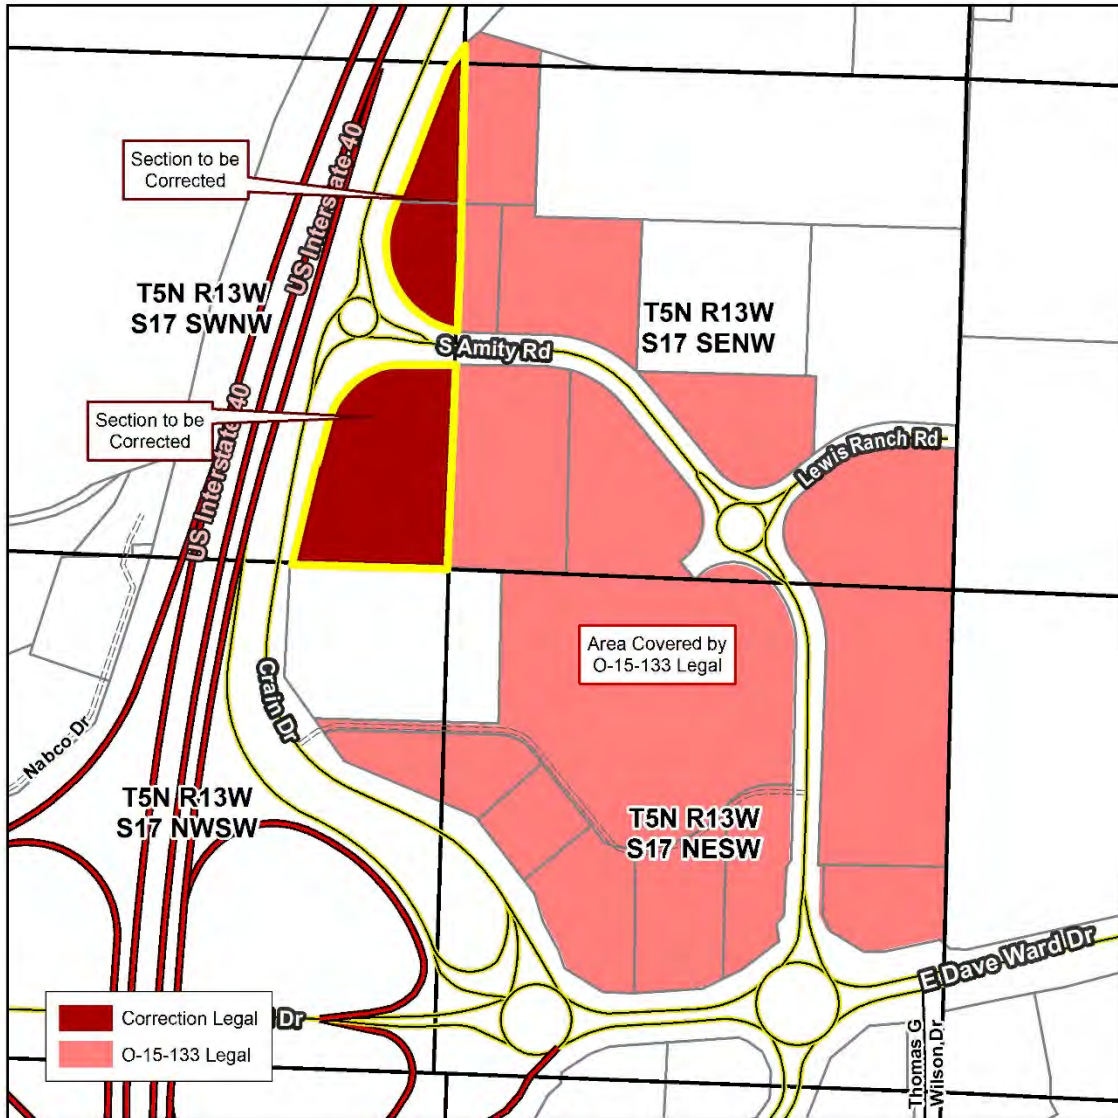 Section to be
Corrected
US Interstate 40
T5N R13W
S17 SWNW
T5N R13W
S17 SENW
S Amity Rd
Section to be
Corrected
US Interstate 40
Lewis Ranch Rd
Area Covered by
O-15-133 Legal
Crain Dr
Nabco Dr
T5N R13W
S17 NWSW
T5N R13W
S17 NESW
E Dave Ward Dr
Correction Legal
Dr
O-15-133 Legal
Thomas G
Wilson Dr